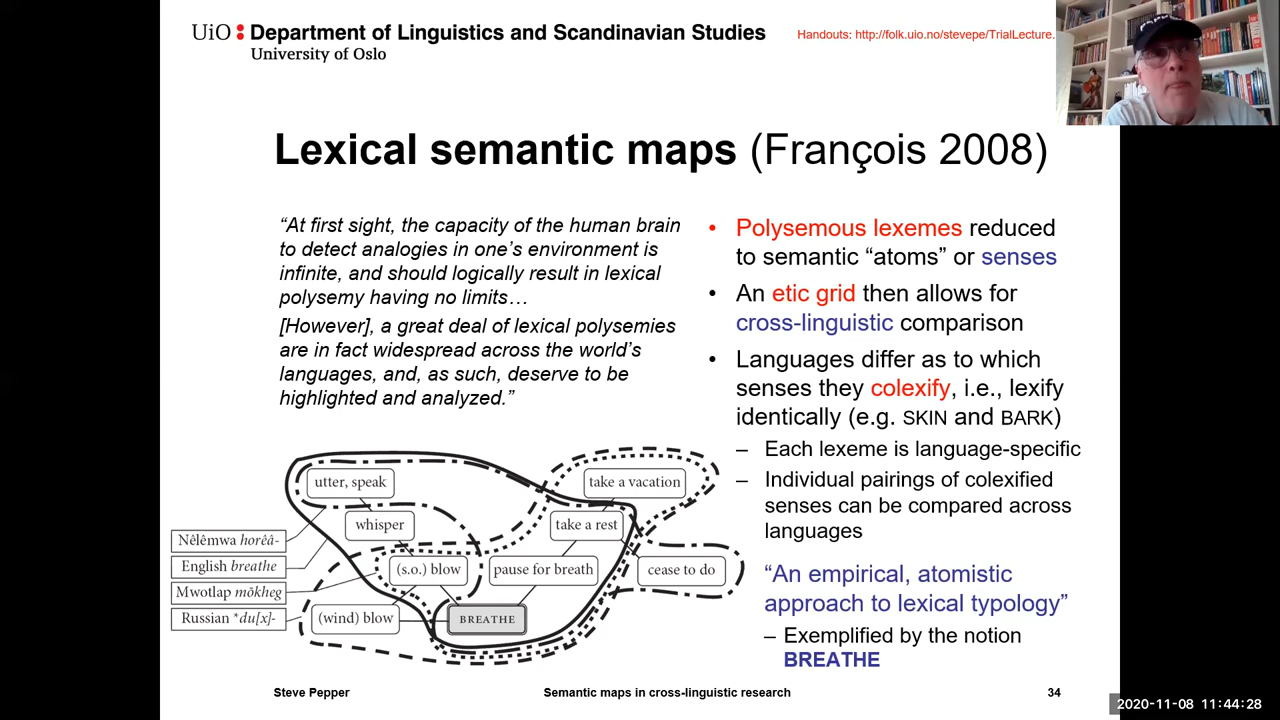 UiO : Department of Linguistics and Scandinavian Studies
University of Oslo
Handouts: http://folk.uio.no/stevepe/TrialLecture.
Lexical semantic maps (François 2008)
“At first sight, the capacity of the human brain
to detect analogies in one’s environment is
infinite, and should logically result in lexical
polysemy having no limits…
[However], a great deal of lexical polysemies
are in fact widespread across the world’s
languages, and, as such, deserve to be
highlighted and analyzed.”
• Polysemous lexemes reduced
to semantic “atoms” or senses
• An etic grid then allows for
cross-linguistic comparison
• Languages differ as to which
senses they colexify, i.e., lexify
identically (e.g. SKIN and BARK)
– Each lexeme is language-specific
– Individual pairings of colexified
senses can be compared across
languages
“An empirical, atomistic
approach to lexical typology”
– Exemplified by the notion
BREATHE
utter, speak
take a vacation
whisper
take a rest
Nêlêmwa horêâ-
English breathe
Mwotlap mōkheg
Russian *du[x]-
(s.o.) blow
pause for breath
cease to do
(wind) blow
BREATHE
Steve Pepper
Semantic maps in cross-linguistic research
34
2020-11-08 11:44:28